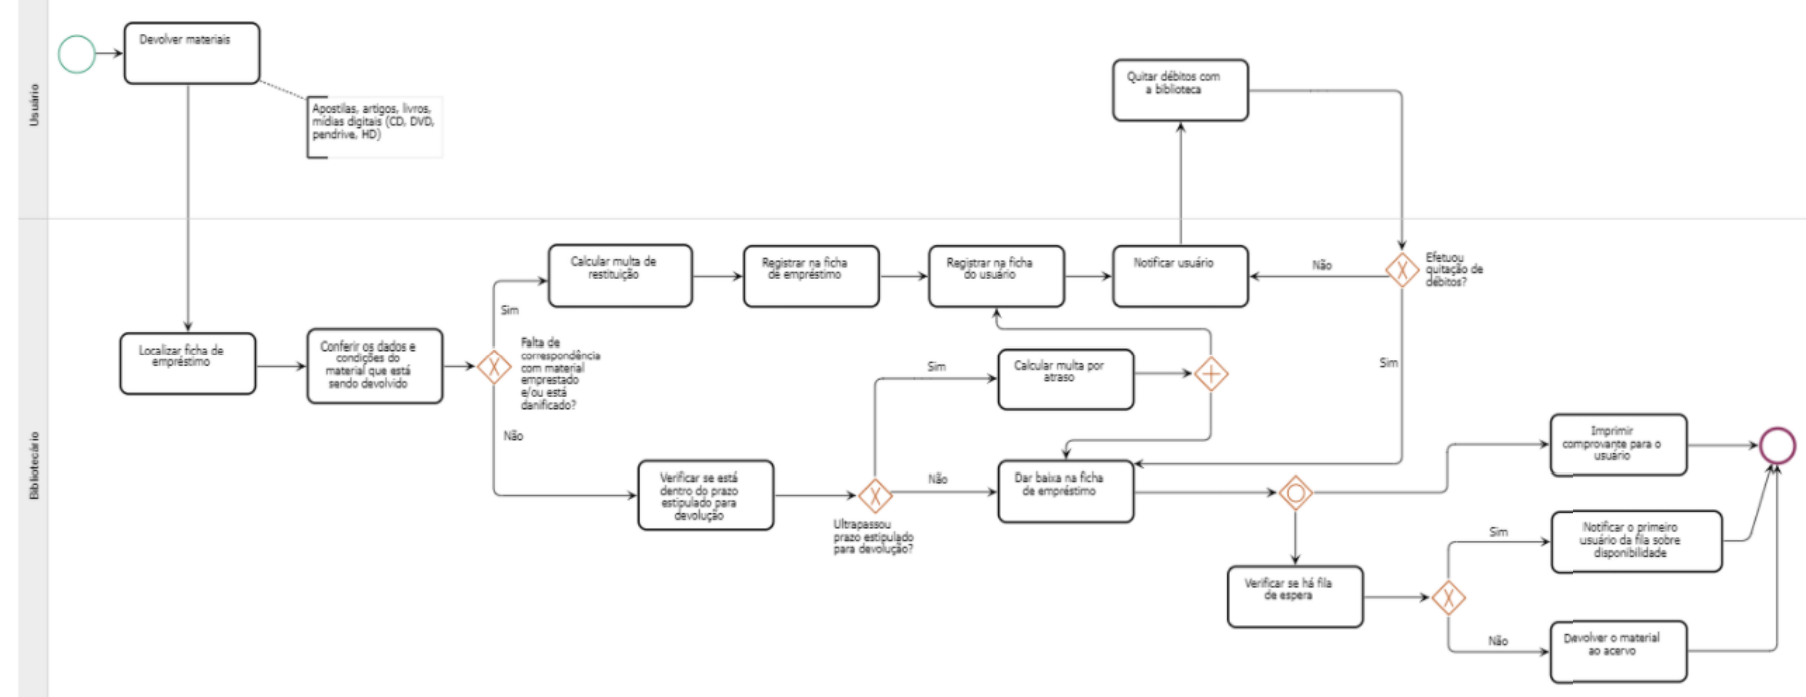 Usuário
Devolver materiais
Apostilas, artigos, livros,
mídias digitais (CD, DVD,
pendrive, HD)
Quitar débitos com
a biblioteca
Bibliotecário
Localizar ficha de
empréstimo
Conferir os dados e
condições do
material que está
sendo devolvido
Falta de
correspondência
com material
emprestado
e/ou está
danificado?
Sim
Calcular multa de
restituição
Registrar na ficha
de empréstimo
Registrar na ficha
do usuário
Notificar usuário
Não
Efetuou
quitação de
débitos?
Sim
Não
Verificar se está
dentro do prazo
estipulado para
devolução
Ultrapassou
prazo estipulado
para devolução?
Sim
Calcular multa por
atraso
Não
Dar baixa na ficha
de empréstimo
Imprimir
comprovante para o
usuário
Verificar se há fila
de espera
Sim
Notificar o primeiro
usuário da fila sobre
disponibilidade
Não
Devolver o material
ao acervo